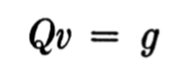 Qv = g